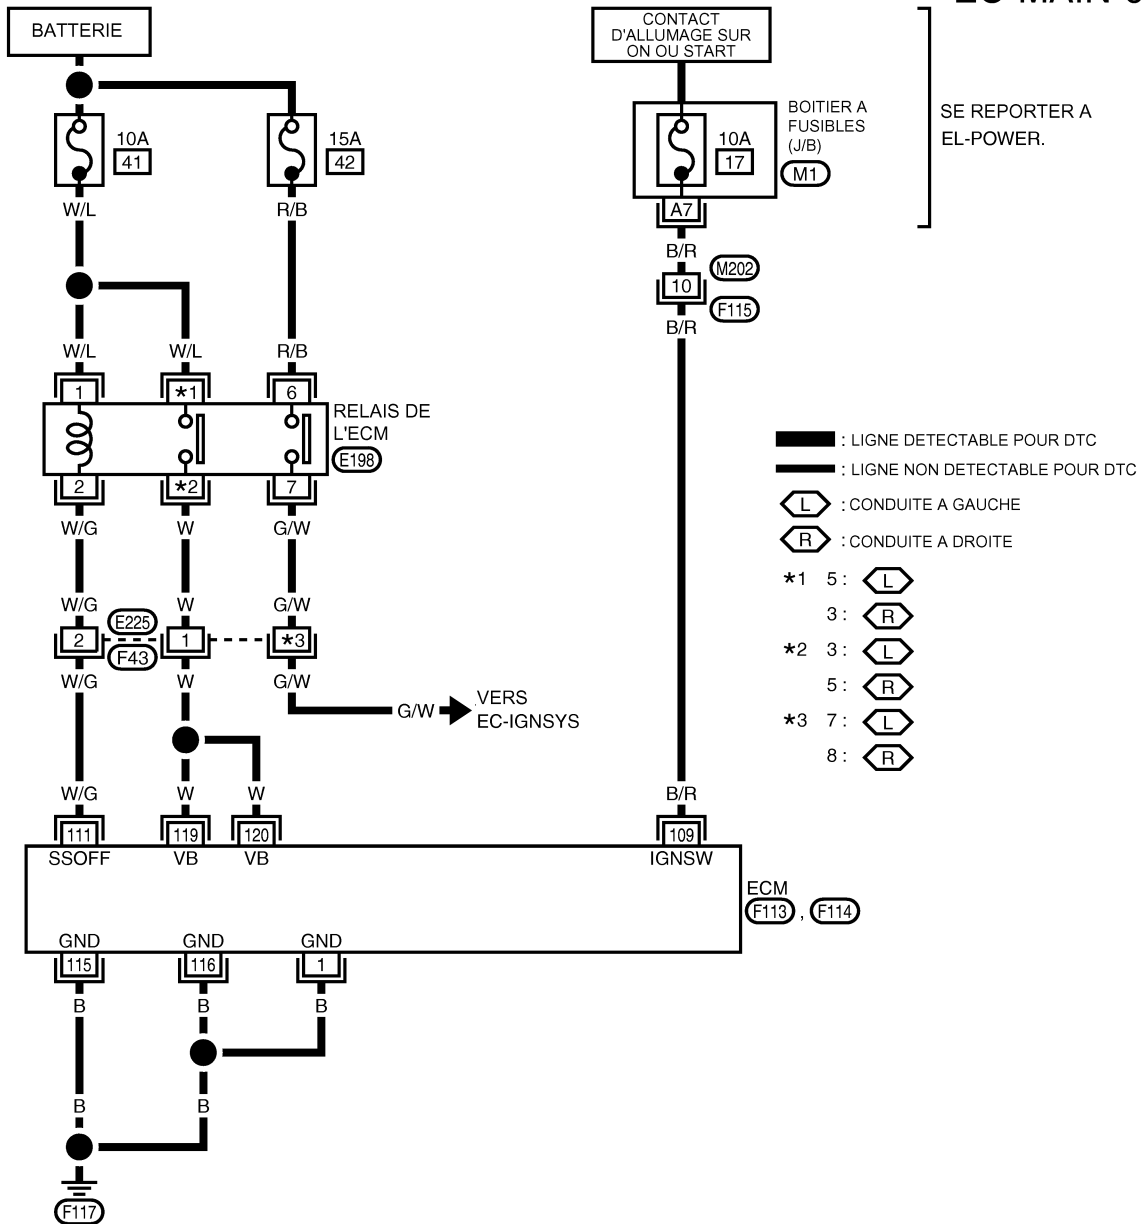 EC-MAIN-0
BATTERIE
CONTACT
D'ALLUMAGE SUR
ON OU START
10A
41
15A
42
10A
17
BOITIER A
FUSIBLES
(J/B)
M1
SE REPORTER A
EL-POWER.
W/L
R/B
A7
B/R
10
M202
F115
B/R
W/L
W/L
R/B
1
*1
6
RELAIS DE
L'ECM
E198
2
*2
7
W/G
W
G/W
: LIGNE DETECTABLE POUR DTC
: LIGNE NON DETECTABLE POUR DTC
L : CONDUITE A GAUCHE
R : CONDUITE A DROITE
*1 5 : L
3 : R
*2 3 : L
5 : R
*3 7 : L
8 : R
W/G
W
G/W
2
E225
F43
1
*3
W/G
W
G/W
G/W
VERS
EC-IGNSYS
W/G
W
W
B/R
111
119
120
109
SSOFF
VB
VB
IGNSW
ECM
F113 , F114
GND
GND
GND
115
116
1
B
B
B
B
B
F117